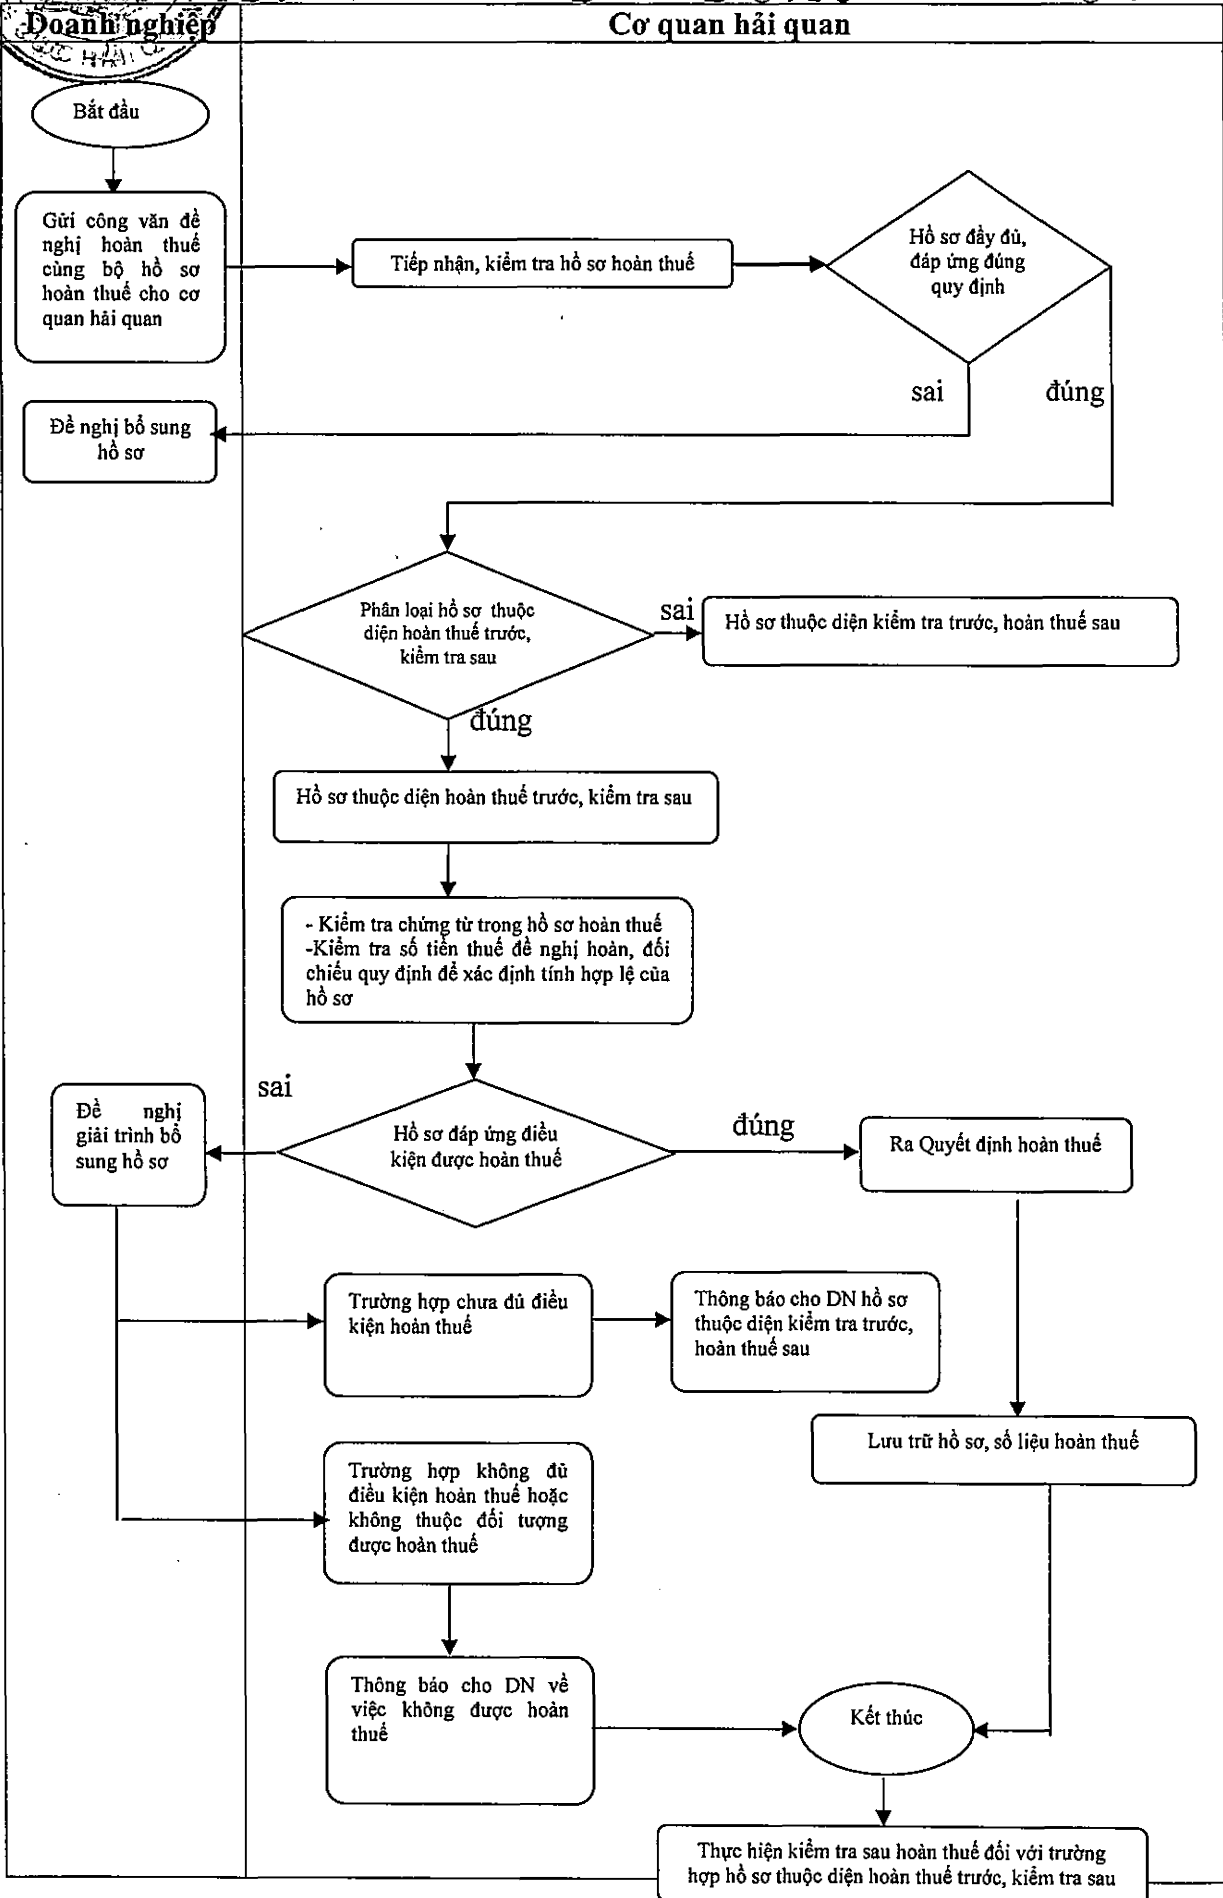 Doanh nghiệp
Cơ quan hải quan
Bắt đầu
Gửi công văn đề
nghị hoàn thuế
cùng bộ hồ sơ
hoàn thuế cho cơ
quan hải quan
Tiếp nhận, kiểm tra hồ sơ hoàn thuế
Hồ sơ đầy đủ,
đáp ứng đúng
quy định
sai
đúng
Đề nghị bổ sung
hồ sơ
Phân loại hồ sơ thuộc
diện hoàn thuế trước,
kiểm tra sau
sai
Hồ sơ thuộc diện kiểm tra trước, hoàn thuế sau
đúng
Hồ sơ thuộc diện hoàn thuế trước, kiểm tra sau
- Kiểm tra chứng từ trong hồ sơ hoàn thuế
-Kiểm tra số tiền thuế đề nghị hoàn, đối
chiếu quy định để xác định tính hợp lệ của
hồ sơ
sai
Đề nghị
giải trình bổ
sung hồ sơ
Hồ sơ đáp ứng điều
kiện được hoàn thuế
đúng
Ra Quyết định hoàn thuế
Trường hợp chưa đủ điều
kiện hoàn thuế
Thông báo cho DN hồ sơ
thuộc diện kiểm tra trước,
hoàn thuế sau
Lưu trữ hồ sơ, số liệu hoàn thuế
Trường hợp không đủ
điều kiện hoàn thuế hoặc
không thuộc đối tượng
được hoàn thuế
Thông báo cho DN về
việc không được hoàn
thuế
Kết thúc
Thực hiện kiểm tra sau hoàn thuế đối với trường
hợp hồ sơ thuộc diện hoàn thuế trước, kiểm tra sau